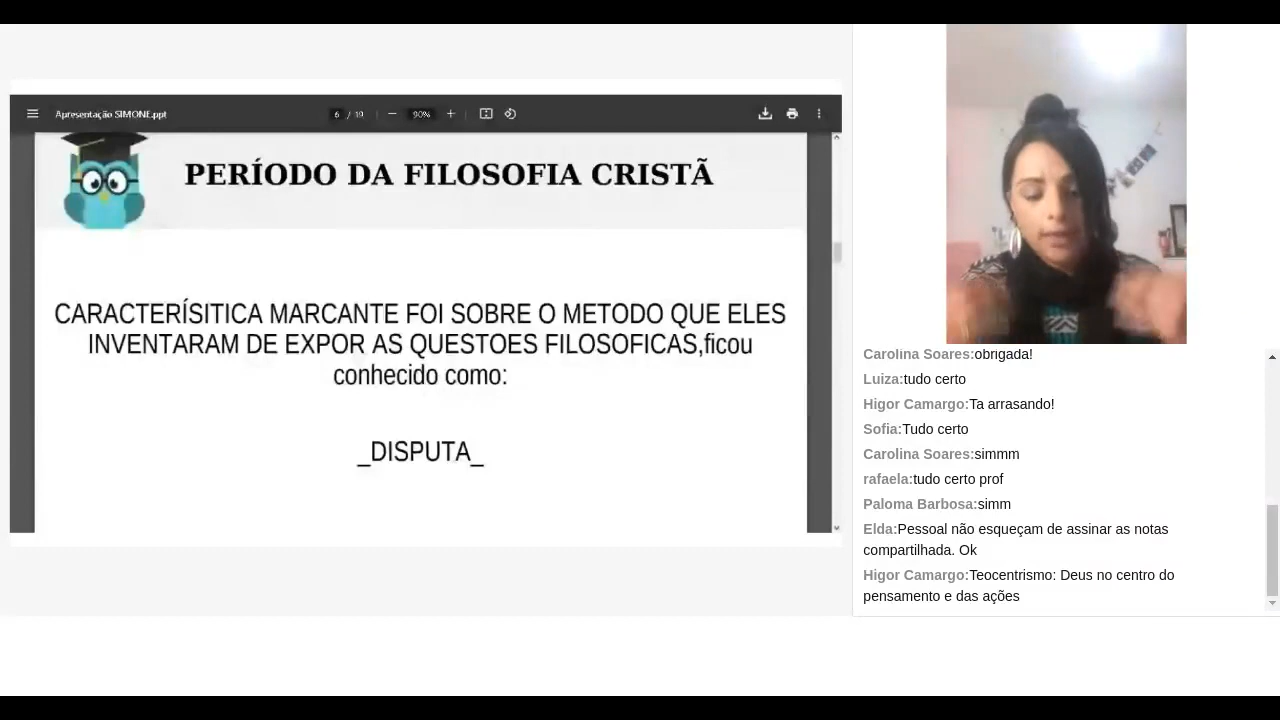 Apresentação SIMONE.ppt
6 / 19
90%
PERÍODO DA FILOSOFIA CRISTÃ
CARACTERÍSITICA MARCANTE FOI SOBRE O METODO QUE ELES
INVENTARAM DE EXPOR AS QUESTOES FILOSOFICAS,ficou
conhecido como:
_DISPUTA_
Carolina Soares:obrigada!
Luiza:tudo certo
Higor Camargo:Ta arrasando!
Sofia:Tudo certo
Carolina Soares:simmm
rafaela:tudo certo prof
Paloma Barbosa:simm
Elda:Pessoal não esqueçam de assinar as notas
compartilhada. Ok
Higor Camargo:Teocentrismo: Deus no centro do
pensamento e das ações